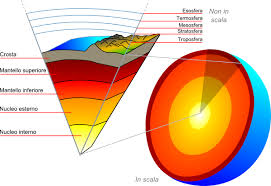 Esosfera
Termosfera
Mesosfera
Stratosfera
Troposfera
Non in
scala
Crosta
Mantello superiore
Mantello inferiore
Nucleo esterno
Nucleo interno
In scala